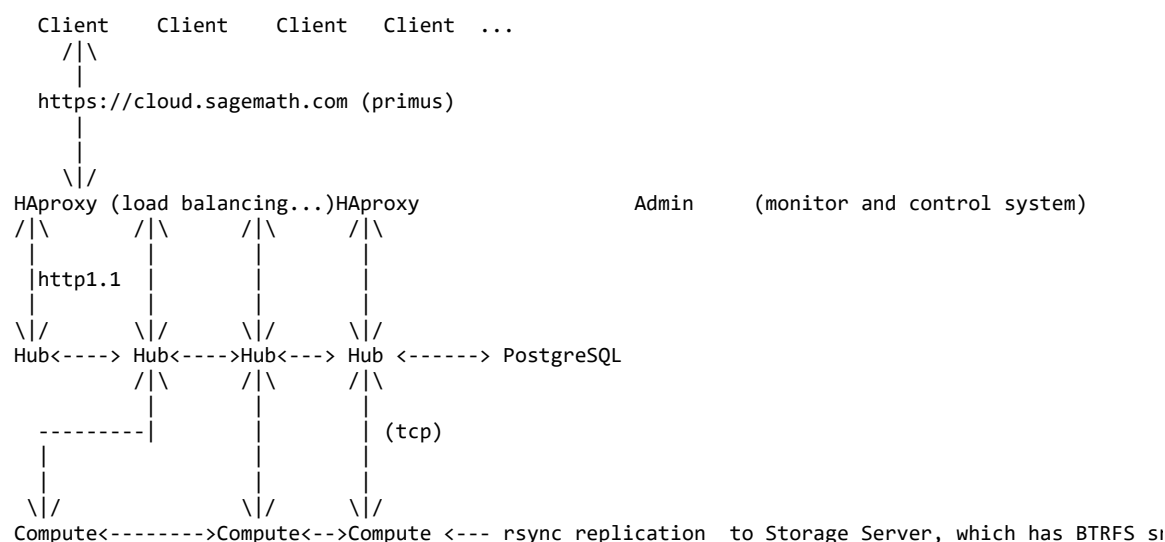 Client Client Client Client ...
/|\
|
https://cloud.sagemath.com (primus)
|
|
\|/
HAproxy (load balancing...)HAproxy Admin (monitor and control system)
/|\ /|\ /|\ /|\
| | | |
|http1.1 | | |
| | | |
\|/ \|/ \|/ \|/
Hub<----> Hub<---->Hub<---> Hub <------> PostgreSQL
/|\ /|\ /|\
| | |
---------| | | (tcp)
| | |
| | |
\|/ \|/ \|/
Compute<-------->Compute<-->Compute <--- rsync replication to Storage Server, which has BTRFS